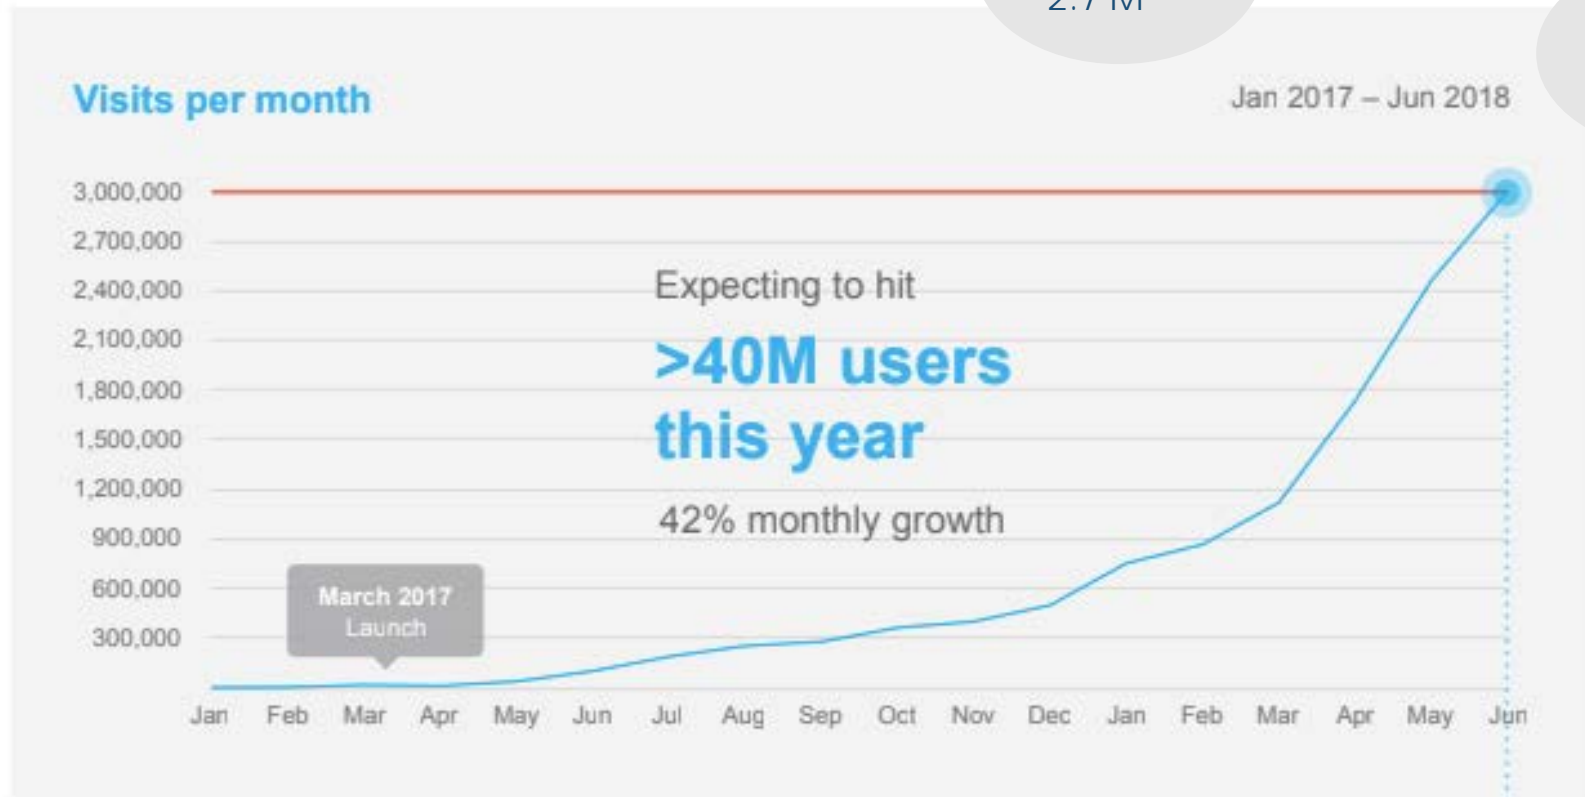 2.7 M
Visits per month
Jan 2017 – Jun 2018
3,000,000
2,700,000
2,400,000
2,100,000
1,800,000
1,500,000
1,200,000
900,000
600,000
300,000
Expecting to hit
>40M users
this year
42% monthly growth
March 2017
Launch
Jan Feb Mar Apr May Jun Jul Aug Sep Oct Nov Dec Jan Feb Mar Apr May Jun